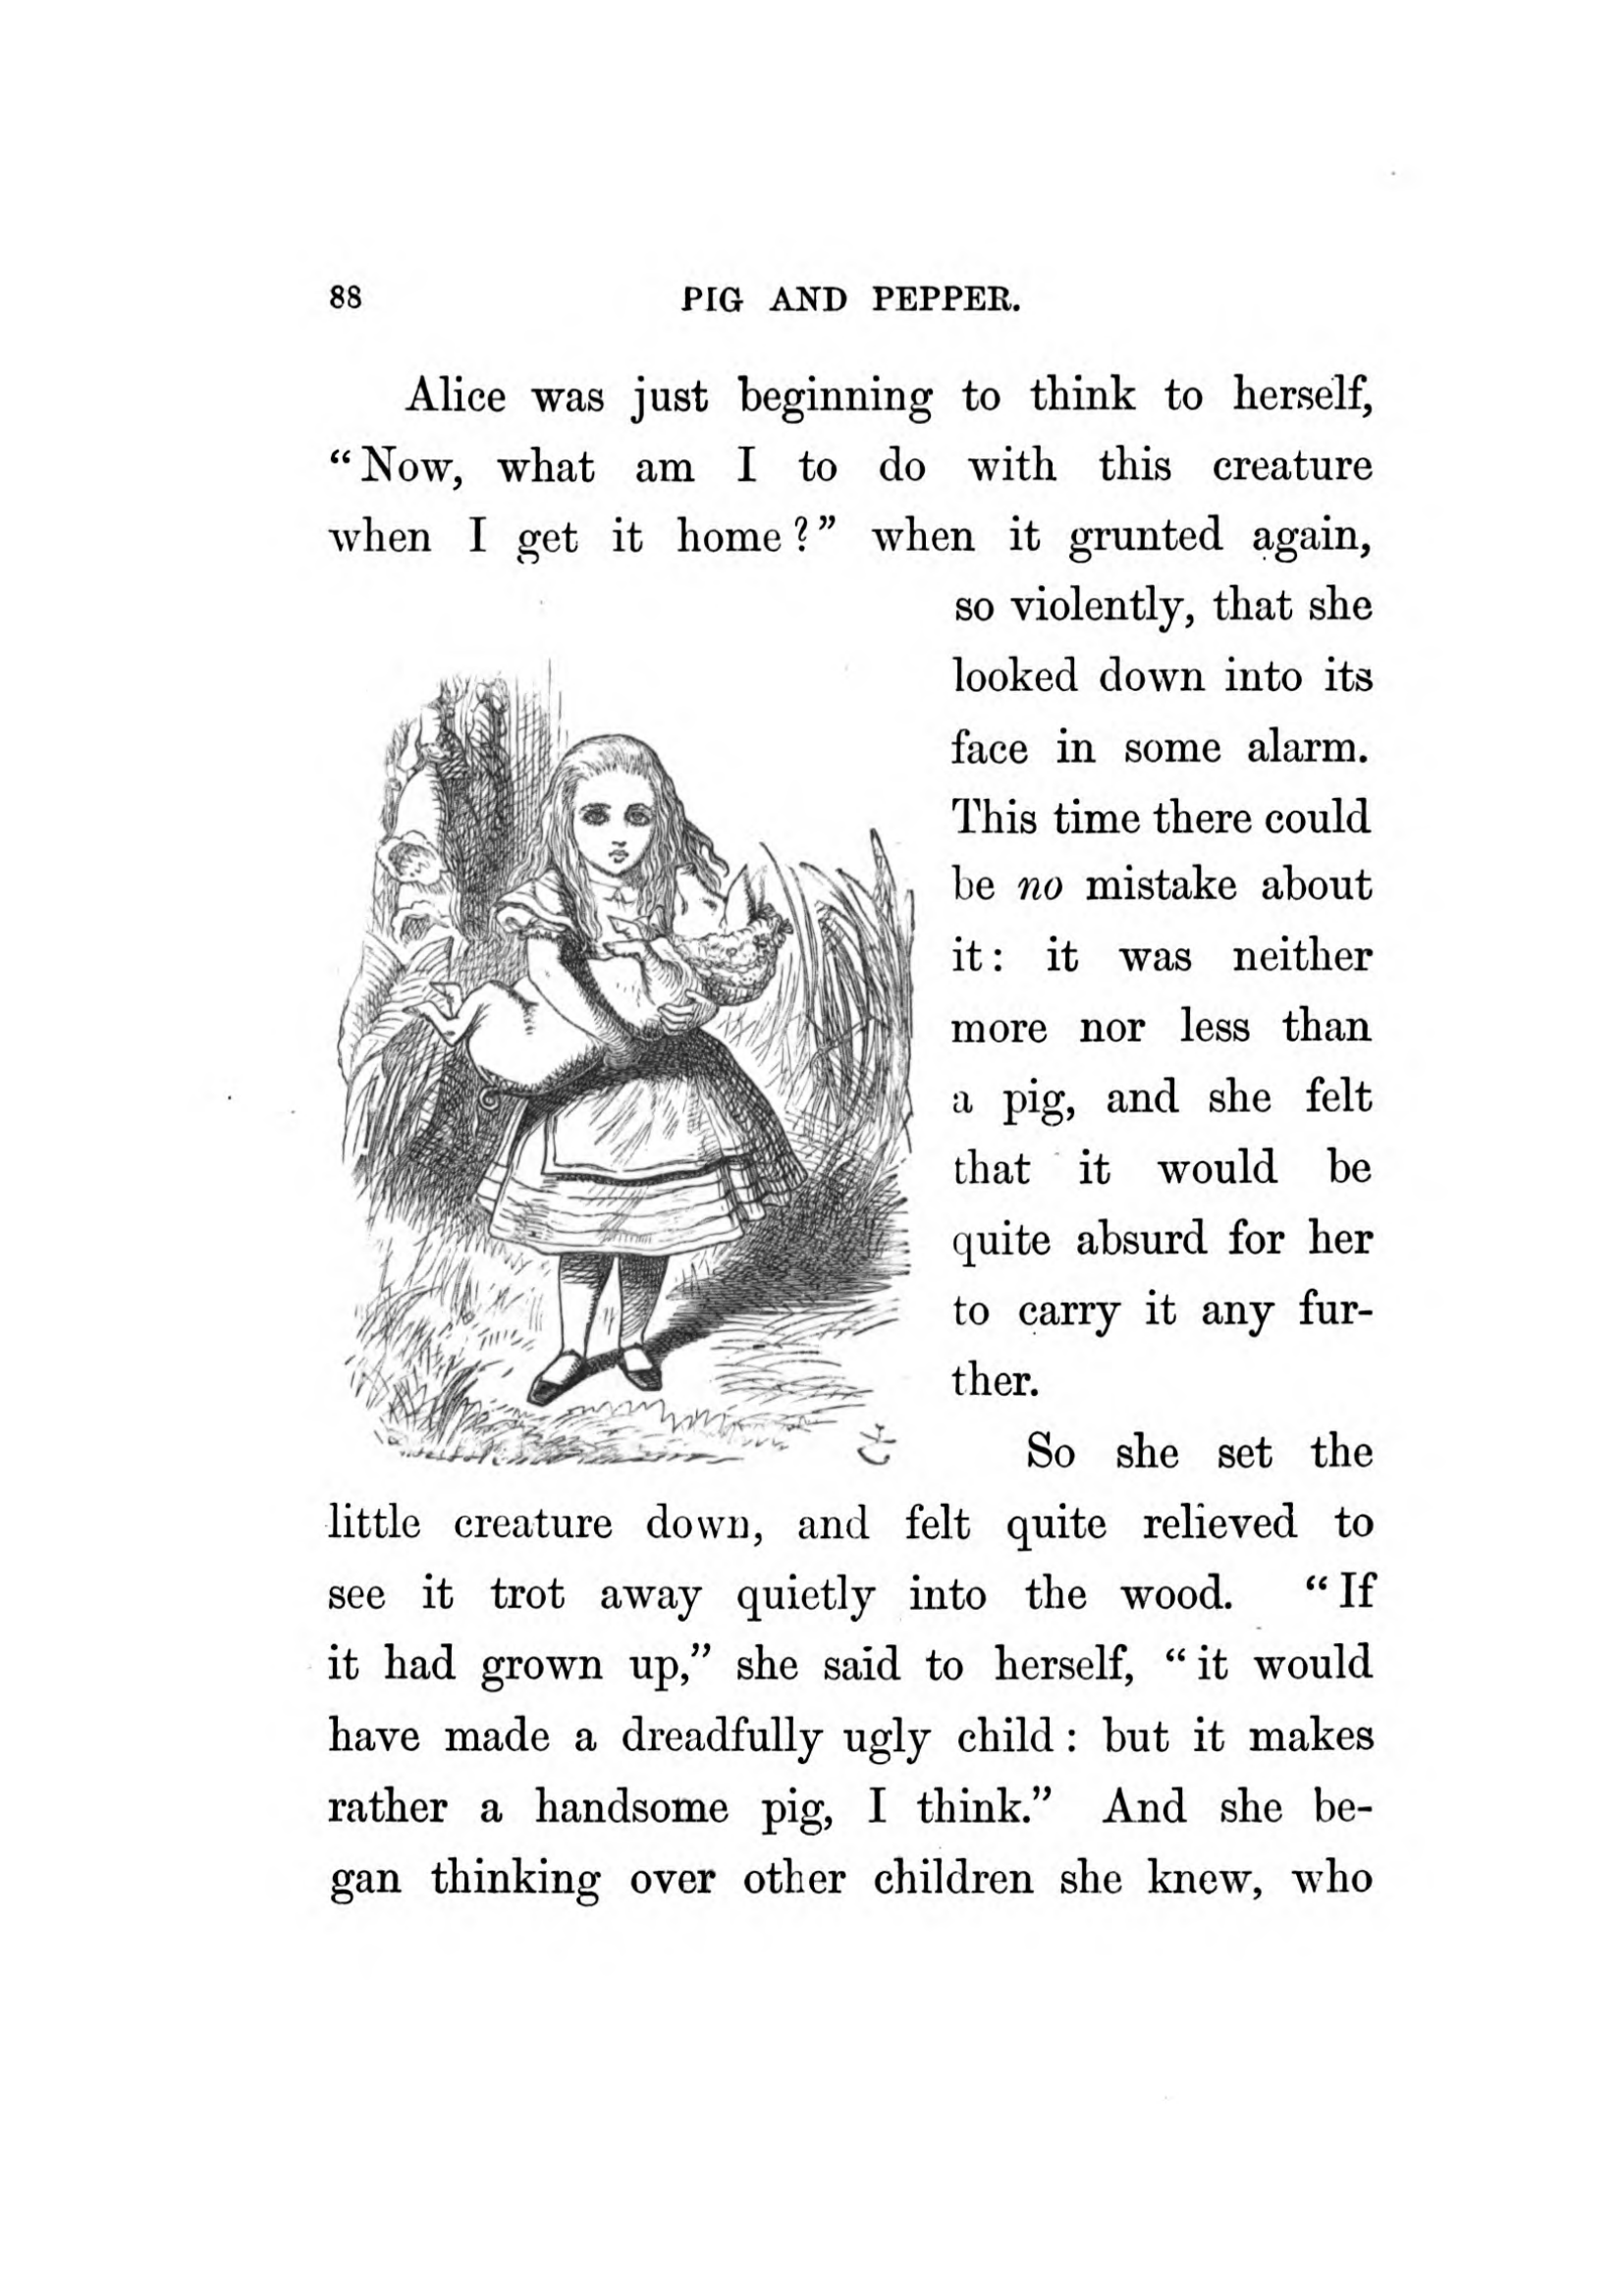 88
PIG AND PEPPER.
Alice was just beginning to think to herself,
“Now, what am I to do with this creature
when I get it home?” when it grunted again,
so violently, that she
looked down into its
face in some alarm.
This time there could
be no mistake about
it: it was neither
more nor less than
a pig, and she felt
that it would be
quite absurd for her
to carry it any fur-
ther.
So she set the
little creature down, and felt quite relieved to
see it trot away quietly into the wood. “If
it had grown up,” she said to herself, “it would
have made a dreadfully ugly child: but it makes
rather a handsome pig, I think.” And she be-
gan thinking over other children she knew, who